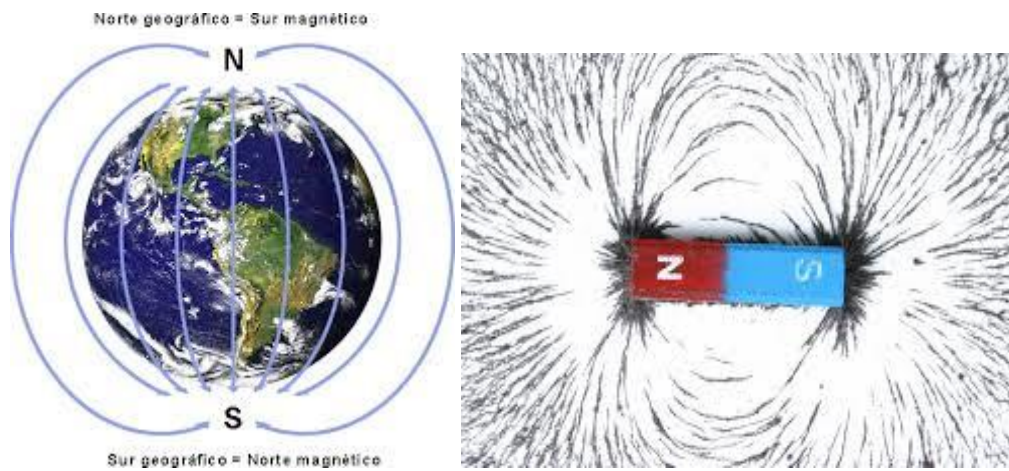 Norte geográfico = Sur magnético
N
S
Sur geográfico = Norte magnético
N
S